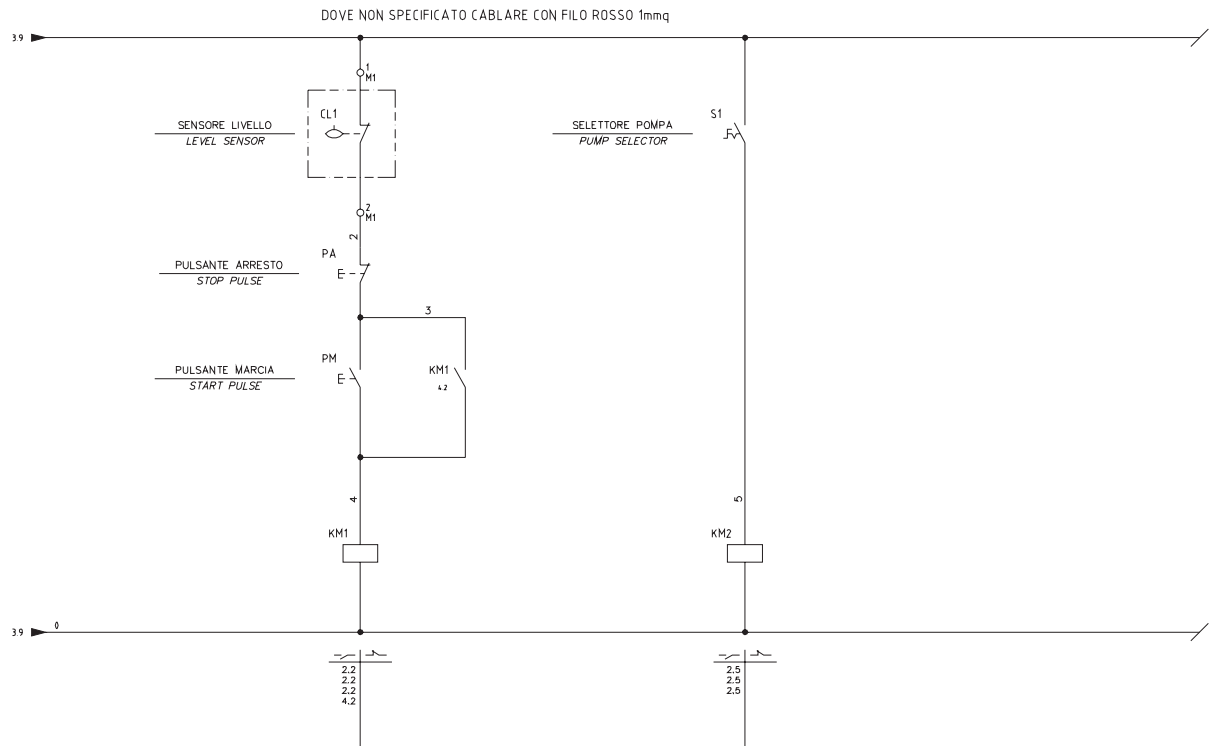 DOVE NON SPECIFICATO CABLARE CON FILO ROSSO 1mmq
3.9
1
M1
CL1
SENSORE LIVELLO
LEVEL SENSOR
S1
SELETTORE POMPA
PUMP SELECTOR
2
M1
2
PA
PULSANTE ARRESTO
STOP PULSE
3
PM
PULSANTE MARCIA
START PULSE
KM1
4.2
4
5
KM1
KM2
3.9
0
2.2
2.2
2.2
4.2
2.5
2.5
2.5